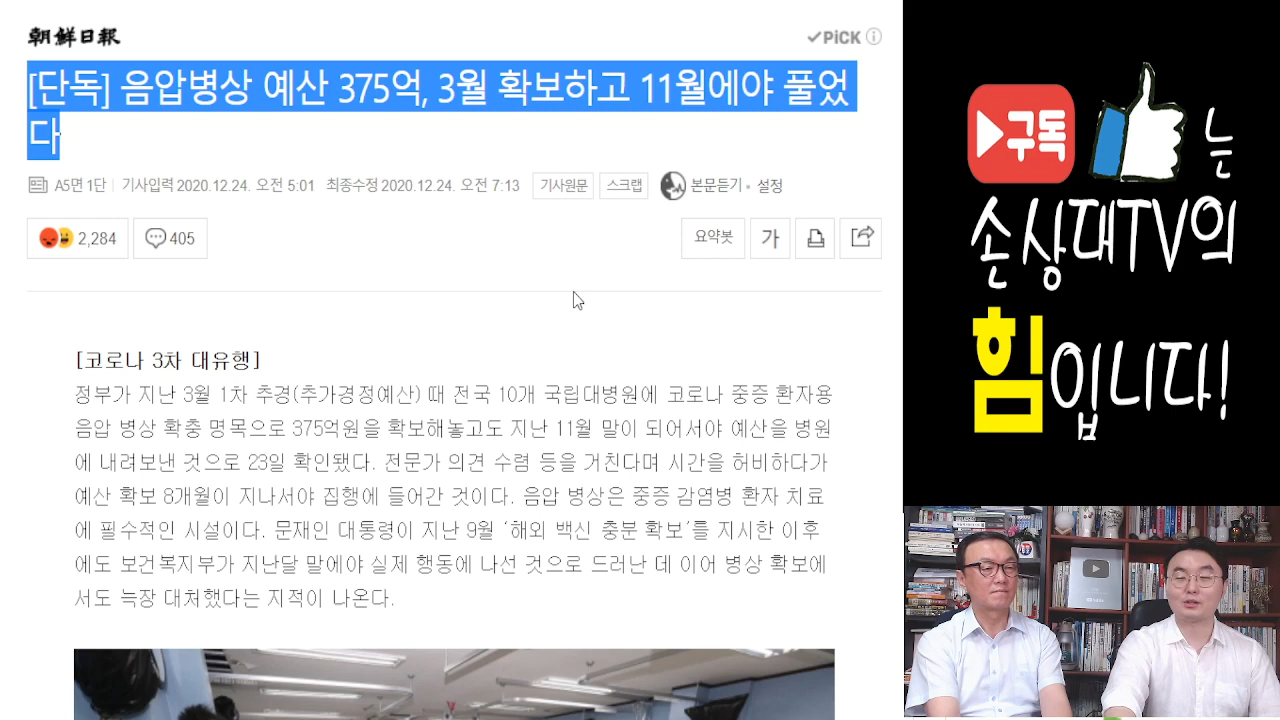 朝鮮日報
PiCK
[단독] 음압병상 예산 375억, 3월 확보하고 11월에야 풀었
다
A5면 1단 기사입력 2020.12.24. 오전 5:01 최종수정 2020.12.24. 오전 7:13 기사원문 스크랩 본문듣기 · 설정
2,284 405 요약봇 가
[코로나 3차 대유행]
정부가 지난 3월 1차 추경(추가경정예산) 때 전국 10개 국립대병원에 코로나 중증 환자용
음압 병상 확충 명목으로 375억원을 확보해놓고도 지난 11월 말이 되어서야 예산을 병원
에 내려보낸 것으로 23일 확인됐다. 전문가 의견 수렴 등을 거친다며 시간을 허비하다가
예산 확보 8개월이 지나서야 집행에 들어간 것이다. 음압 병상은 중증 감염병 환자 치료
에 필수적인 시설이다. 문재인 대통령이 지난 9월 '해외 백신 충분 확보'를 지시한 이후
에도 보건복지부가 지난달 말에야 실제 행동에 나선 것으로 드러난 데 이어 병상 확보에
서도 늑장 대처했다는 지적이 나온다.
구독 는
손상대TV의
힘입니다!